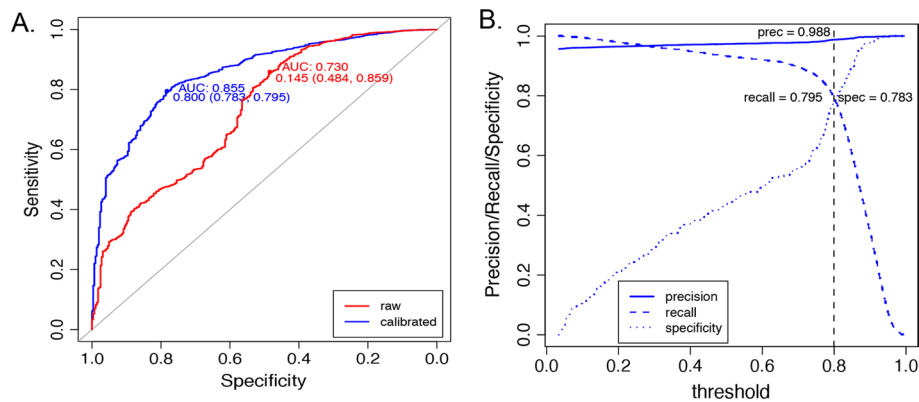 A.
Sensitivity
1.0
0.8
0.6
0.4
0.2
0.0
AUC: 0.730
0.145 (0.484, 0.859)
AUC: 0.855
0.800 (0.783, 0.795)
raw
calibrated
1.0 0.8 0.6 0.4 0.2 0.0
Specificity
B.
Precision/Recall/Specificity
1.0
0.8
0.6
0.4
0.2
0.0
prec = 0.988
recall = 0.795 spec = 0.783
precision
recall
specificity
0.0 0.2 0.4 0.6 0.8 1.0
threshold